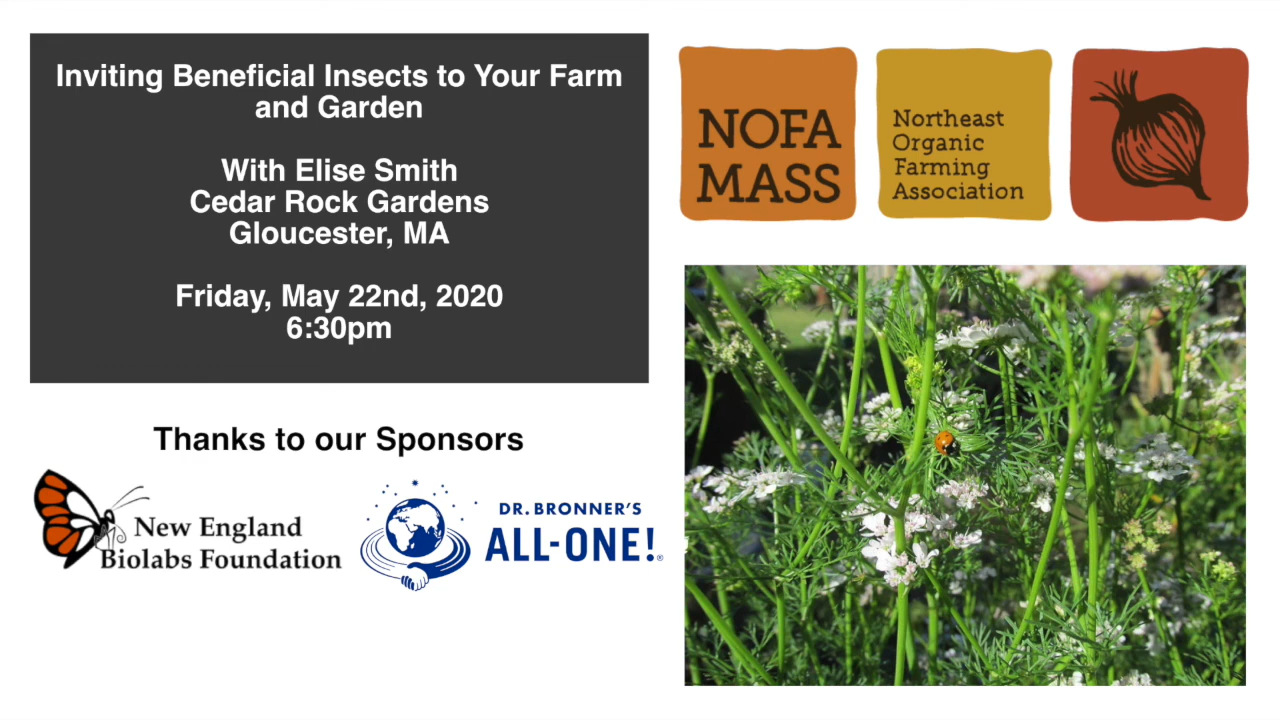 Inviting Beneficial Insects to Your Farm
and Garden
With Elise Smith
Cedar Rock Gardens
Gloucester, MA
Friday, May 22nd, 2020
6:30pm
Thanks to our Sponsors
New England
Biolabs Foundation
DR. BRONNER'S
ALL-ONE!®
NOFA
MASS
Northeast
Organic
Farming
Association